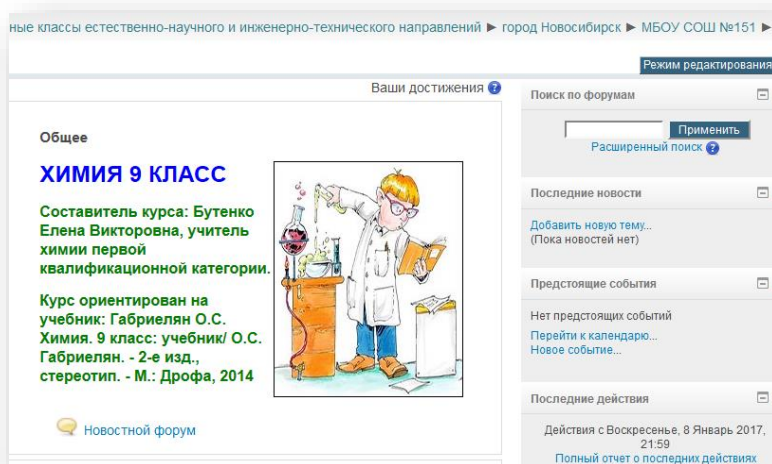 ные классы естественно-научного и инженерно-технического направлений ► город Новосибирск ► МБОУ СОШ №151 ►
Режим редактирования
Ваши достижения
Общее
ХИМИЯ 9 КЛАСС
Составитель курса: Бутенко
Елена Викторовна, учитель
химии первой
квалификационной категории.
Курс ориентирован на
учебник: Габриелян О.С.
Химия. 9 класс: учебник/ О.С.
Габриелян. - 2-е изд.,
стереотип. - М.: Дрофа, 2014
Новостной форум
Поиск по форумам
Применить
Расширенный поиск
Последние новости
Добавить новую тему...
(Пока новостей нет)
Предстоящие события
Нет предстоящих событий
Перейти к календарю...
Новое событие...
Последние действия
Действия с Воскресенье, 8 Январь 2017,
21:59
Полный отчет о последних действиях